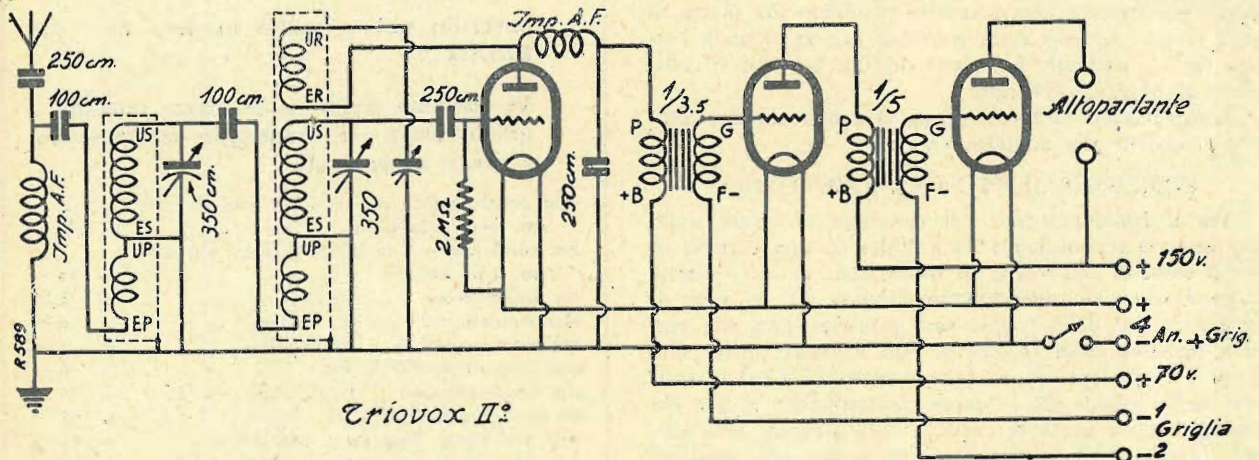 250 cm.
100 cm.
Imp. A.F.
US
ES
UP
EP
350 cm.
100 cm.
UR
ER
US
ES
UP
EP
350
250 cm.
2 MΩ
Imp. A.F.
250 cm.
1/3.5
P
G
+B
F-
1/5
P
G
+B
F-
Altoparlante
+ 150 v.
+
4
- An. + Grig.
+ 70 v.
- 1
Griglia
- 2
R 589
Triovox II°